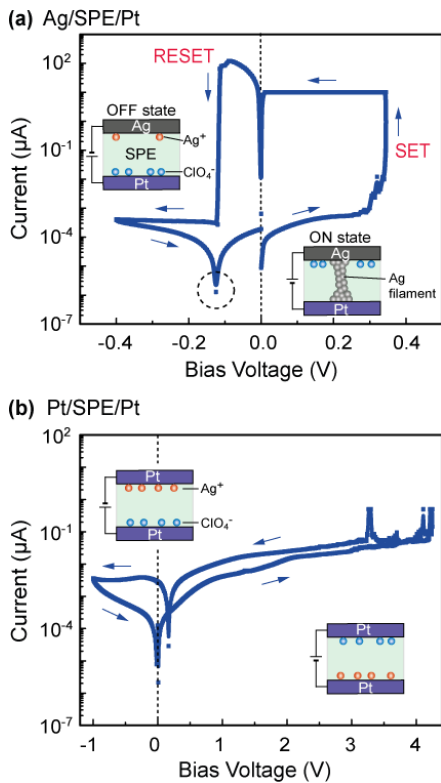 (a) Ag/SPE/Pt
10²
10⁻¹
10⁻⁴
10⁻⁷
Current (µA)
RESET
SET
OFF state
Ag
Ag⁺
SPE
ClO₄⁻
Pt
ON state
Ag
Ag
filament
Pt
-0.4
-0.2
0.0
0.2
0.4
Bias Voltage (V)
(b) Pt/SPE/Pt
10²
10⁻¹
10⁻⁴
10⁻⁷
Current (µA)
Pt
Ag⁺
ClO₄⁻
Pt
Pt
Pt
-1
0
1
2
3
4
Bias Voltage (V)